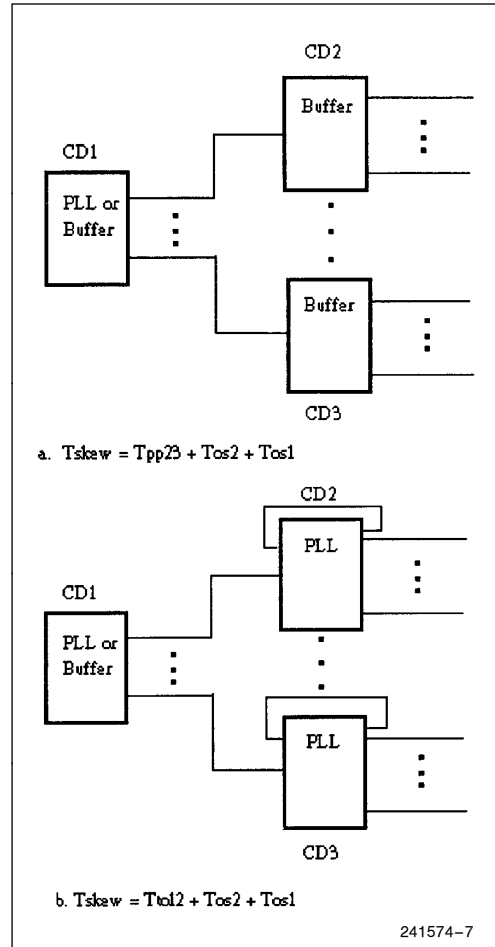 CD2
Buffer
CD1
PLL or
Buffer
Buffer
CD3
a. Tskew = Tpp23 + Tos2 + Tos1
CD2
PLL
CD1
PLL or
Buffer
PLL
CD3
b. Tskew = Ttol2 + Tos2 + Tos1
241574-7